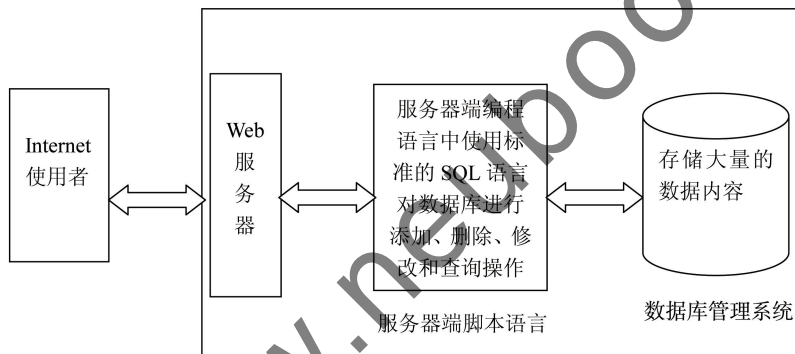 Internet
使用者
Web
服
务
器
服务器端编程
语言中使用标
准的 SQL 语言
对数据库进行
添加、删除、修
改和查询操作
服务器端脚本语言
存储大量的
数据内容
数据库管理系统
w.neuboo